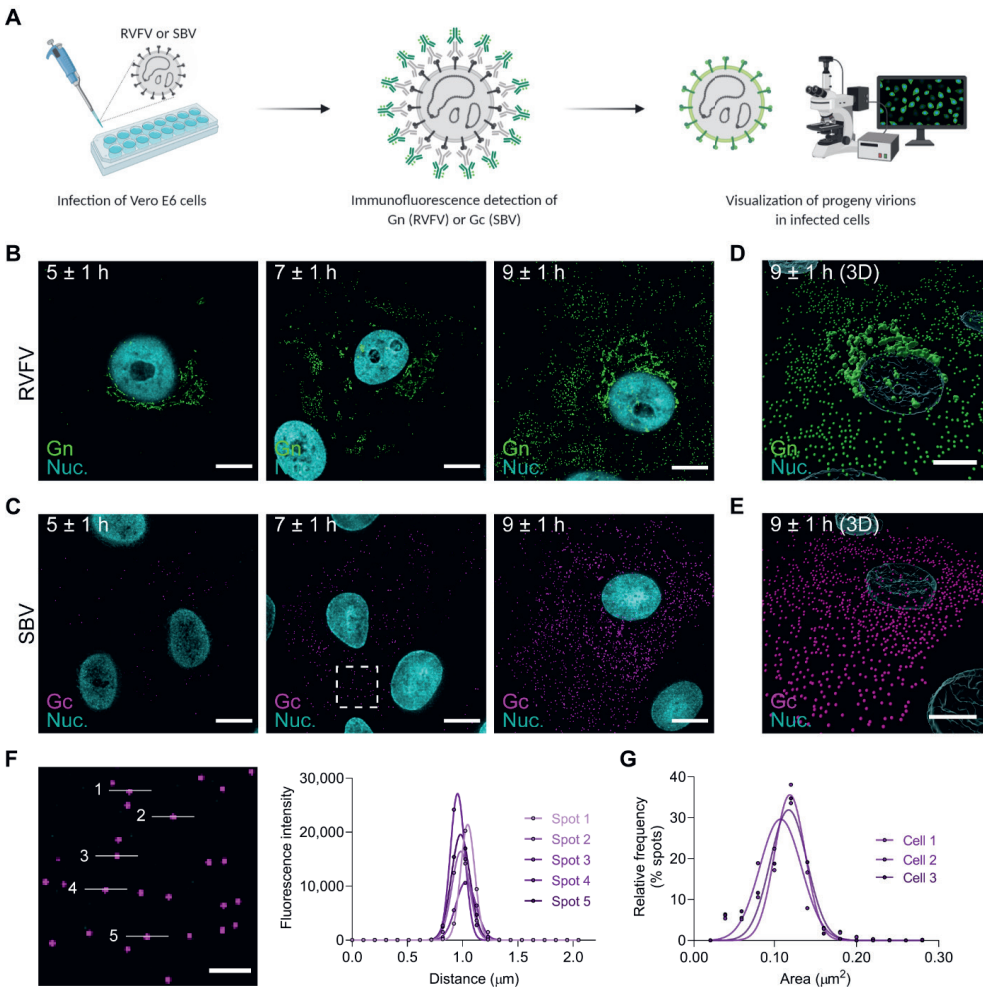 A
RVFV or SBV
Infection of Vero E6 cells
Immunofluorescence detection of
Gn (RVFV) or Gc (SBV)
Visualization of progeny virions
in infected cells
B
RVFV
5 ± 1 h
Gn
Nuc.
7 ± 1 h
Gn
Nuc.
9 ± 1 h
Gn
Nuc.
D
9 ± 1 h (3D)
Gn
Nuc.
C
SBV
5 ± 1 h
Gc
Nuc.
7 ± 1 h
Gc
Nuc.
9 ± 1 h
Gc
Nuc.
E
9 ± 1 h (3D)
Gc
Nuc.
F
1
2
3
4
5
Fluorescence intensity
30,000
20,000
10,000
0
0.0
0.5
1.0
1.5
2.0
Distance (μm)
Spot 1
Spot 2
Spot 3
Spot 4
Spot 5
G
Relative frequency
(% spots)
40
30
20
10
0
0.00
0.10
0.20
0.30
Area (μm²)
Cell 1
Cell 2
Cell 3